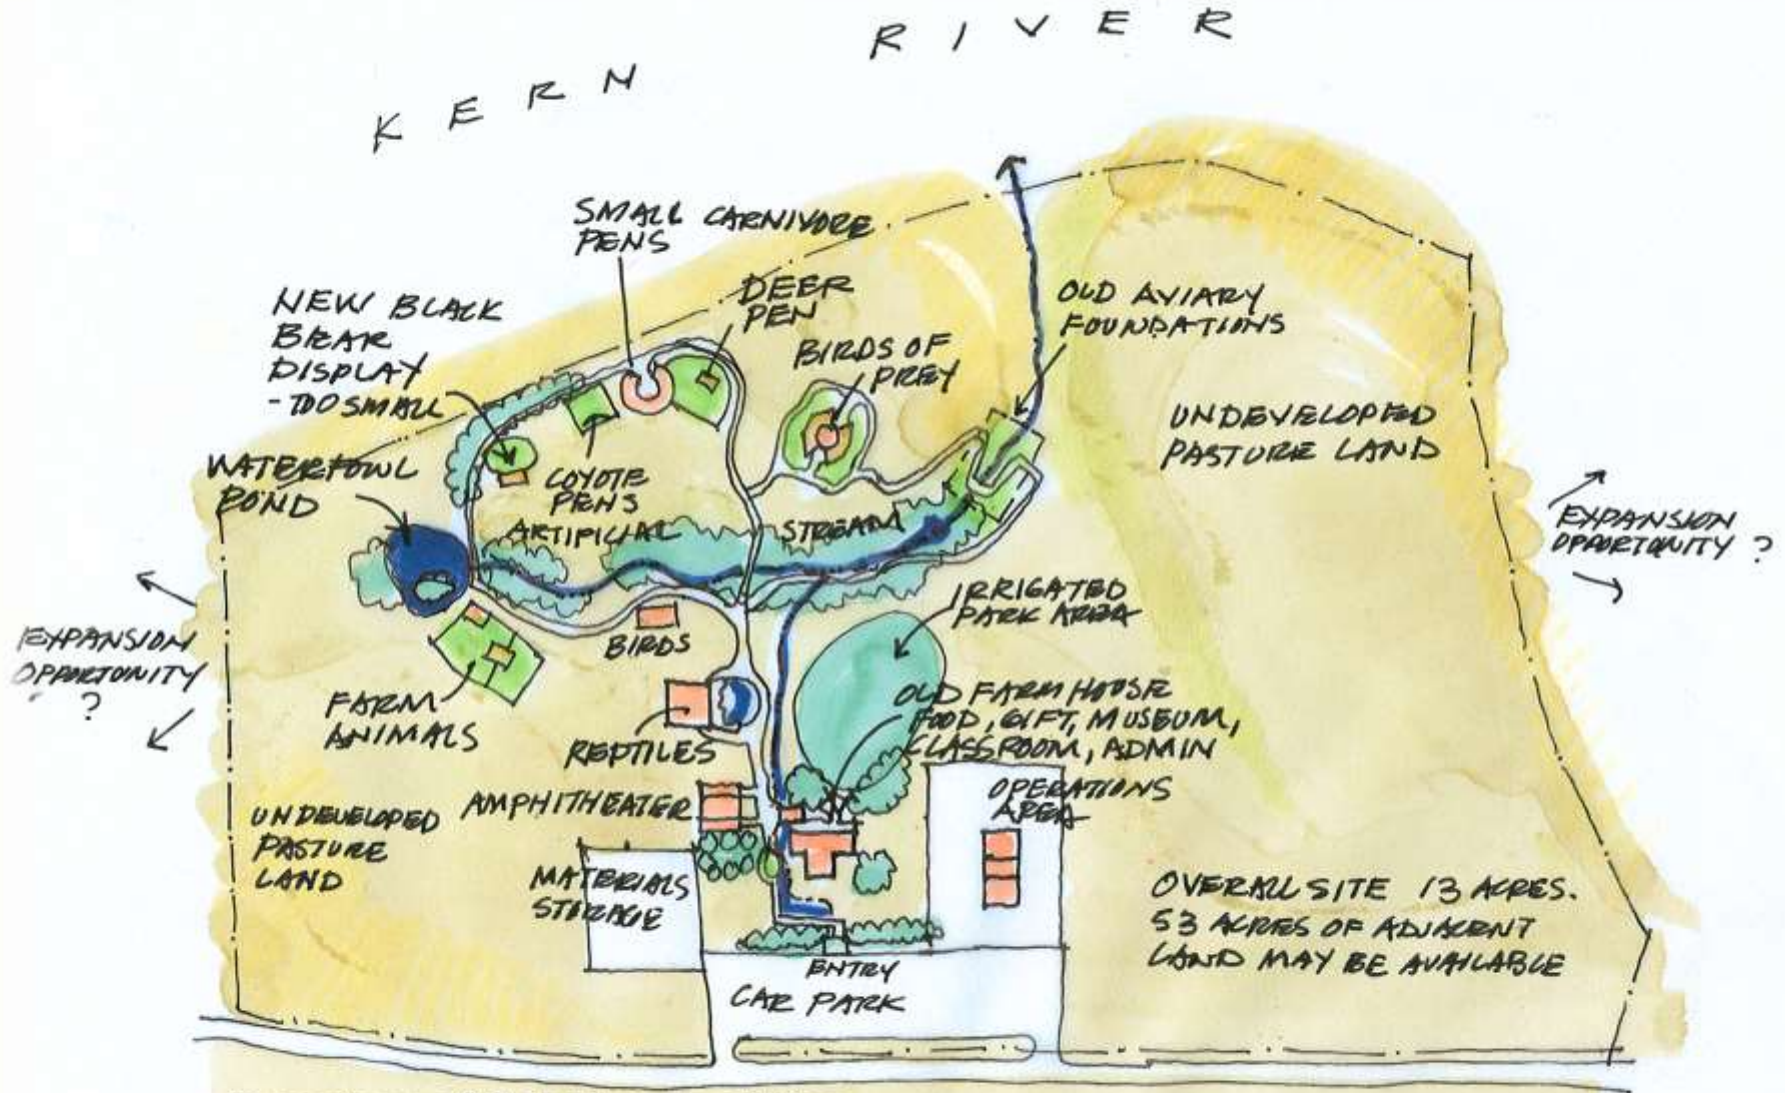 KERN RIVER
SMALL CARNIVORE
PENS
DEER
PEN
NEW BLACK
BEAR
DISPLAY
- TOO SMALL
OLD AVIARY
FOUNDATIONS
BIRDS OF
PREY
UNDEVELOPED
PASTURE LAND
WATERFOWL
POND
COYOTE
PENS
ARTIFICIAL STREAM
EXPANSION
OPPORTUNITY ?
IRRIGATED
PARK AREA
EXPANSION
OPPORTUNITY
?
BIRDS
FARM
ANIMALS
REPTILES
OLD FARM HOUSE
FOOD, GIFT, MUSEUM,
CLASSROOM, ADMIN
OPERATIONS
AREA
AMPHITHEATER
UNDEVELOPED
PASTURE
LAND
MATERIALS
STORAGE
OVERALL SITE 13 ACRES.
53 ACRES OF ADJACENT
LAND MAY BE AVAILABLE
ENTRY
CAR PARK